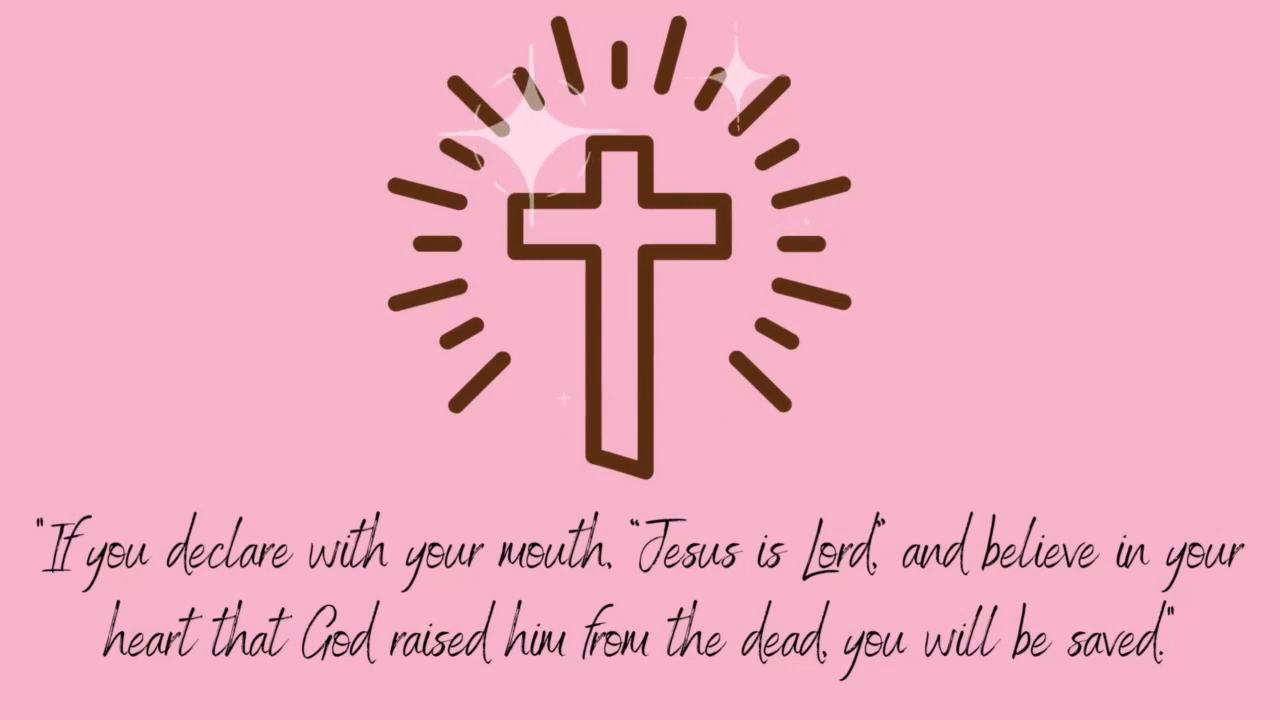 "If you declare with your mouth, “Jesus is Lord,” and believe in your
heart that God raised him from the dead, you will be saved."